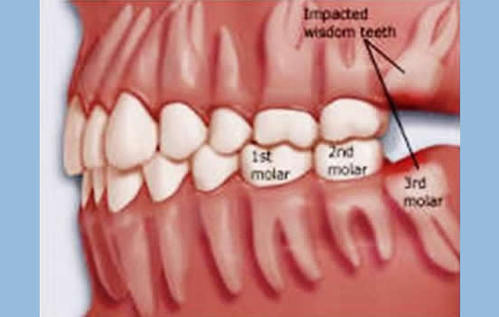 Impacted
wisdom teeth
1st
molar
2nd
molar
3rd
molar